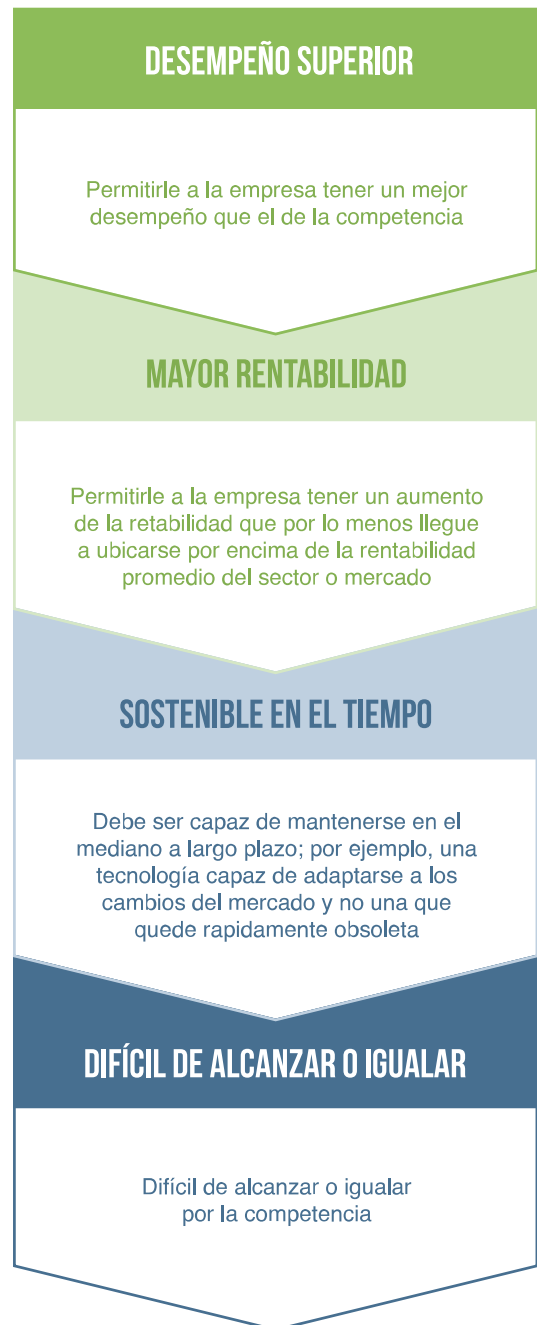 DESEMPEÑO SUPERIOR
Permitirle a la empresa tener un mejor
desempeño que el de la competencia
MAYOR RENTABILIDAD
Permitirle a la empresa tener un aumento
de la retabilidad que por lo menos llegue
a ubicarse por encima de la rentabilidad
promedio del sector o mercado
SOSTENIBLE EN EL TIEMPO
Debe ser capaz de mantenerse en el
mediano a largo plazo; por ejemplo, una
tecnología capaz de adaptarse a los
cambios del mercado y no una que
quede rapidamente obsoleta
DIFÍCIL DE ALCANZAR O IGUALAR
Difícil de alcanzar o igualar
por la competencia